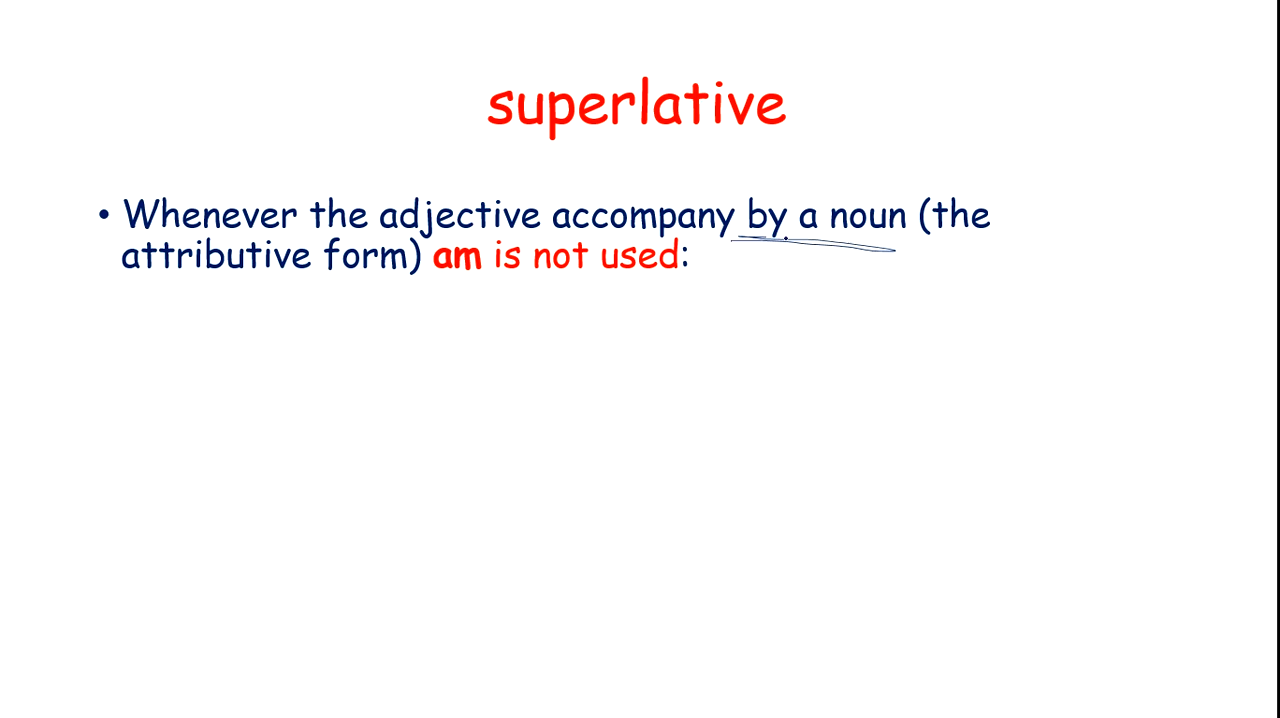 superlative
• Whenever the adjective accompany by a noun (the
attributive form) am is not used: